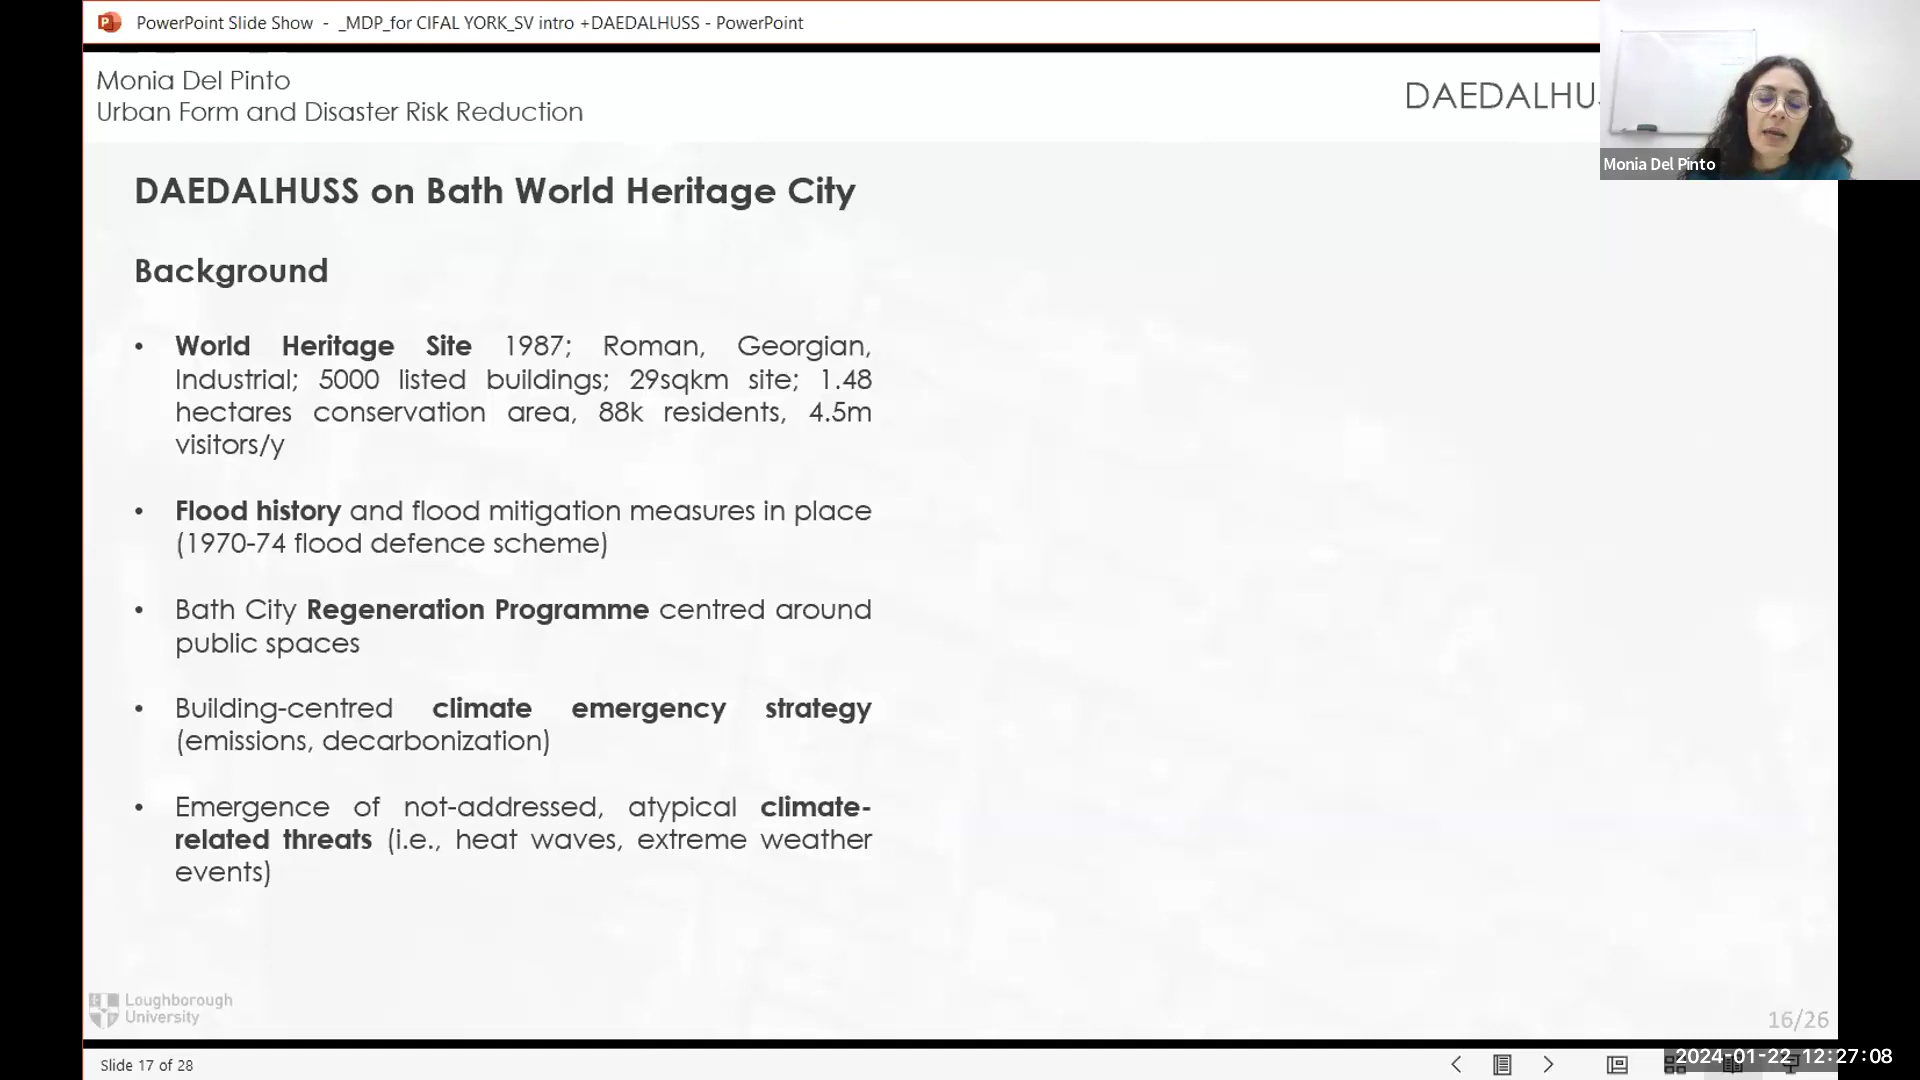 PowerPoint Slide Show - _MDP_for CIFAL YORK_SV intro +DAEDALHUSS - PowerPoint
Monia Del Pinto
Urban Form and Disaster Risk Reduction
DAEDALHUS
Monia Del Pinto
DAEDALHUSS on Bath World Heritage City
Background
• World Heritage Site 1987; Roman, Georgian,
Industrial; 5000 listed buildings; 29sqkm site; 1.48
hectares conservation area, 88k residents, 4.5m
visitors/y
• Flood history and flood mitigation measures in place
(1970-74 flood defence scheme)
• Bath City Regeneration Programme centred around
public spaces
• Building-centred climate emergency strategy
(emissions, decarbonization)
• Emergence of not-addressed, atypical climate-
related threats (i.e., heat waves, extreme weather
events)
Loughborough
University
16/26
Slide 17 of 28
2024-01-22 12:27:08